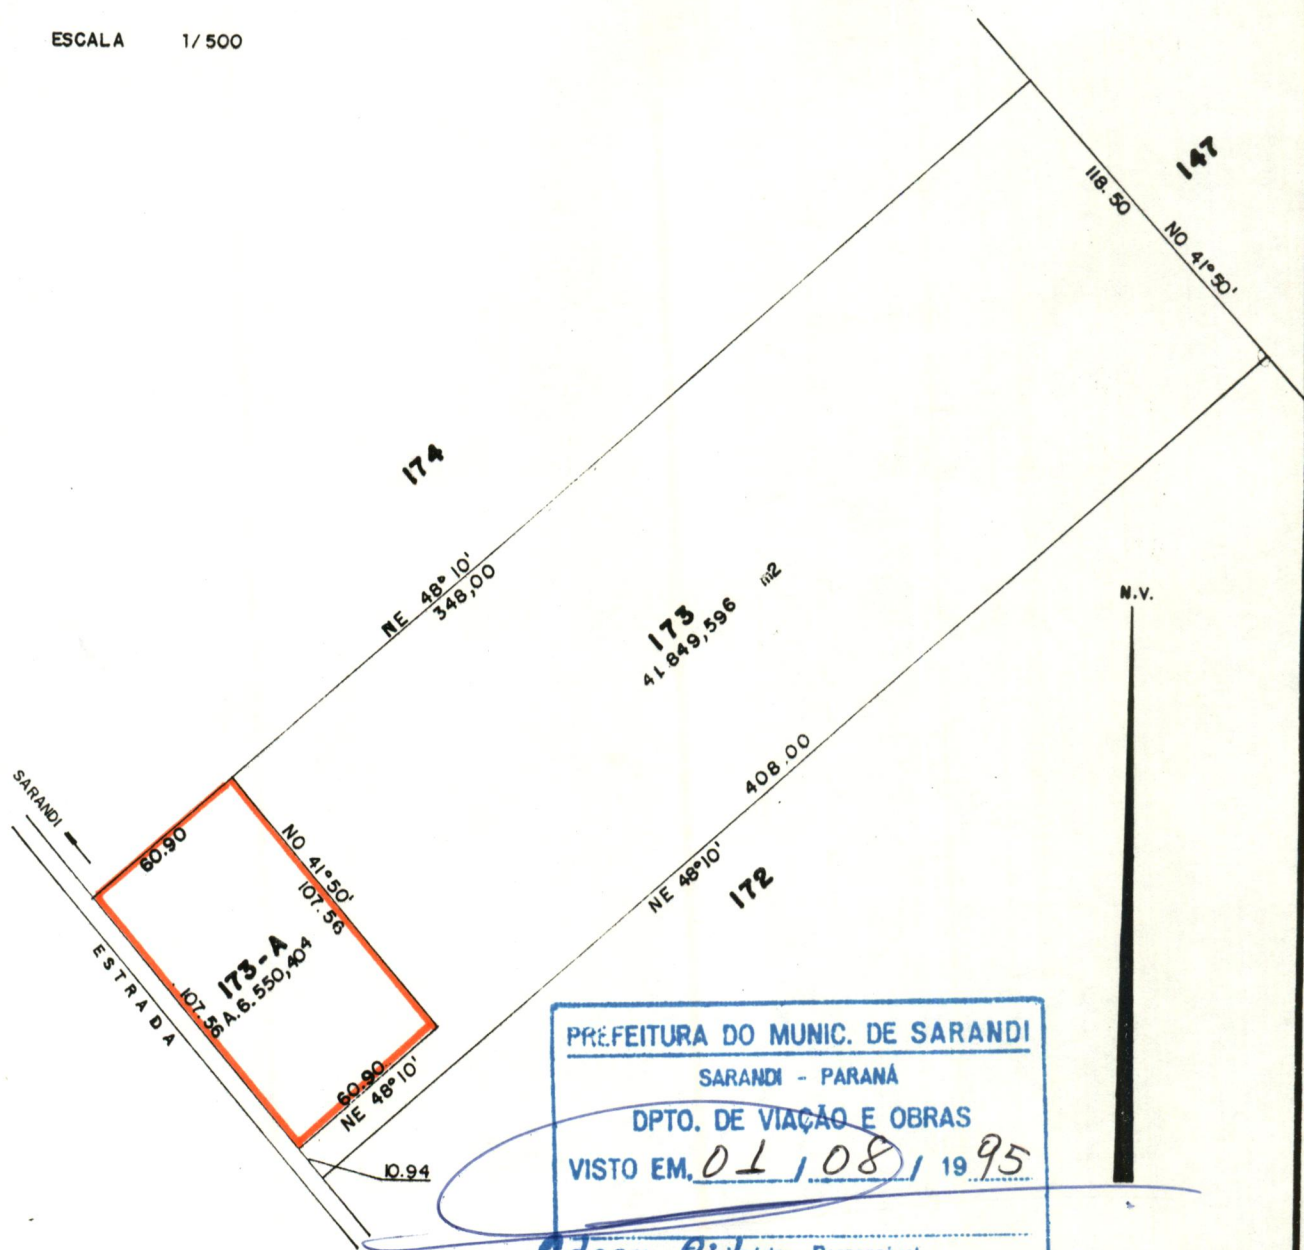 ESCALA 1/500
147
118.50
NO 41°50'
174
NE 48° 10'
348,00
173
41.849,596 m2
N.V.
408,00
NE 48°10'
172
SARANDI
60.90
NO 41°50'
107.56
173-A
A.6.550,404
107.56
ESTRADA
60.90
NE 48°10'
10.94
PREFEITURA DO MUNIC. DE SARANDI
SARANDI - PARANÁ
DPTO. DE VIAÇÃO E OBRAS
VISTO EM, 01 / 08 / 1995